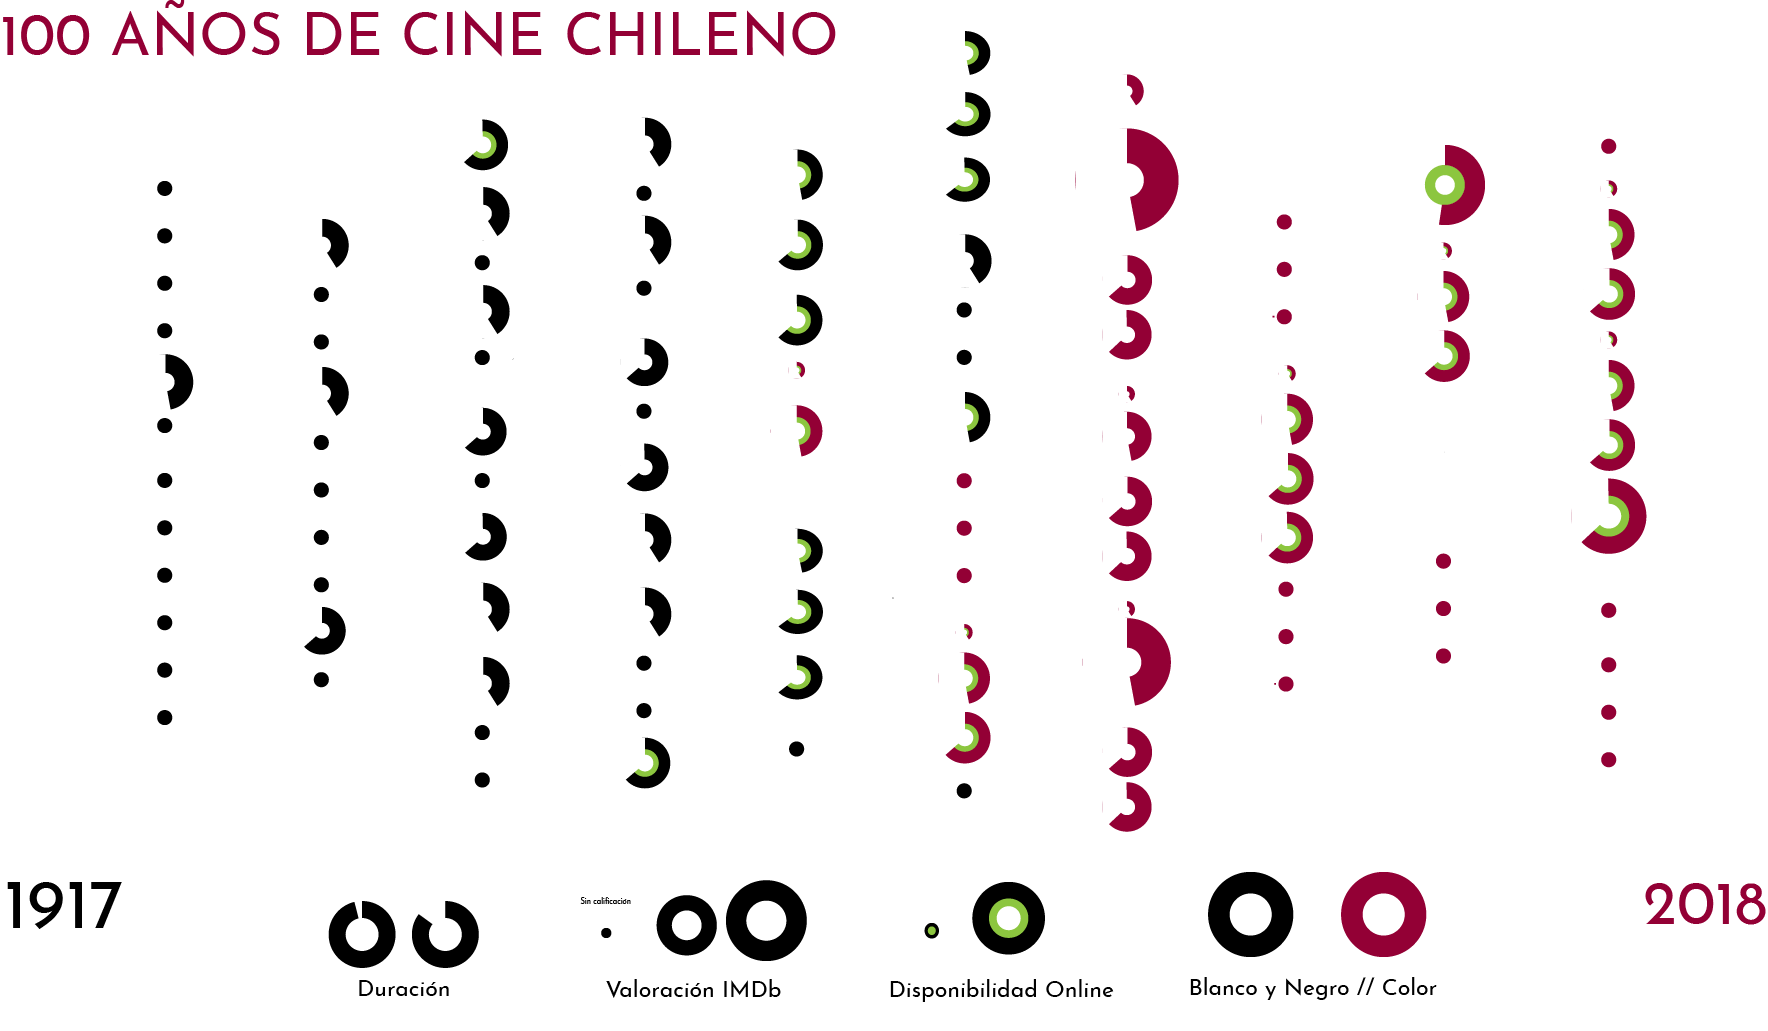 100 AÑOS DE CINE CHILENO
1917
2018
Sin calificación
Duración
Valoración IMDb
Disponibilidad Online
Blanco y Negro // Color